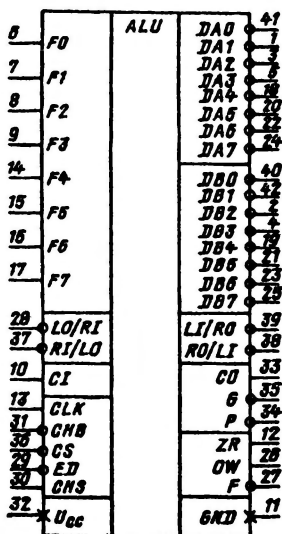 ALU
6 F0
7 F1
8 F2
9 F3
14 F4
15 F5
16 F6
17 F7
28 LO/RI
37 RI/LO
10 CI
13 CLK
31 CNB
36 CS
29 ED
30 CNS
32 Ucc
DA0 41
DA1 1
DA2 3
DA3 5
DA4 18
DA5 20
DA6 22
DA7 24
DB0 40
DB1 42
DB2 2
DB3 4
DB4 19
DB5 21
DB6 23
DB7 25
LI/RO 39
RO/LI 38
CO 33
G 35
P 34
ZR 12
OW 26
F 27
GND 11